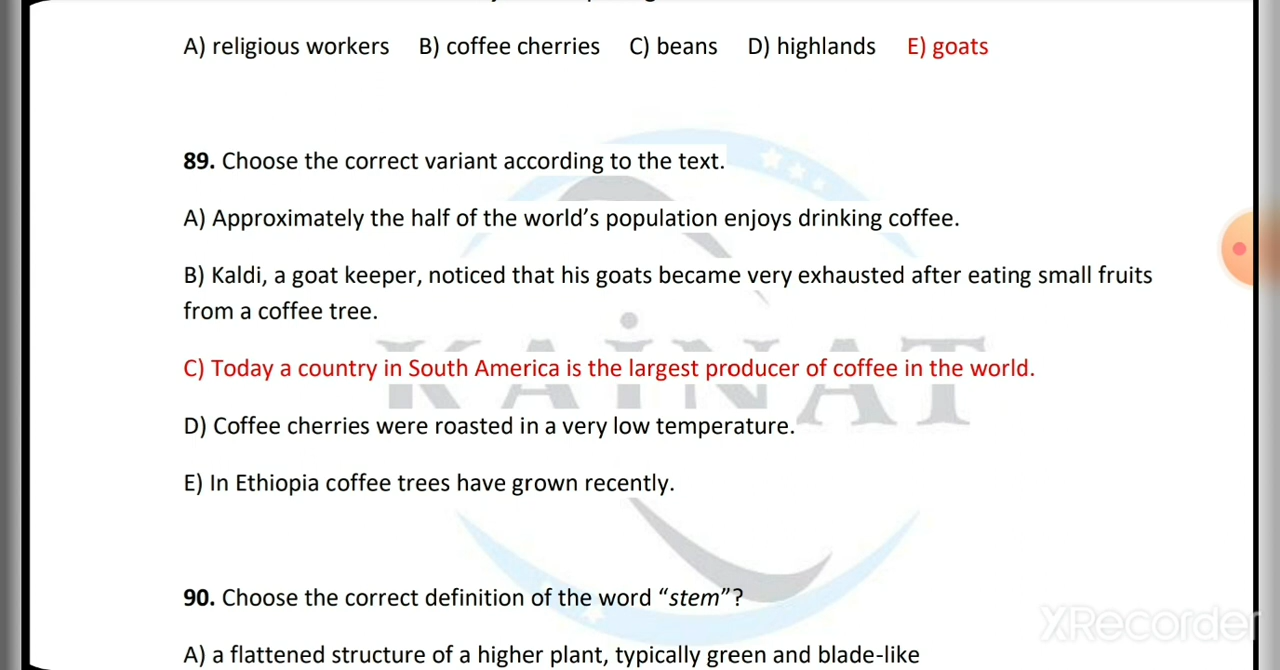 A) religious workers B) coffee cherries C) beans D) highlands E) goats
89. Choose the correct variant according to the text.
A) Approximately the half of the world’s population enjoys drinking coffee.
B) Kaldi, a goat keeper, noticed that his goats became very exhausted after eating small fruits
from a coffee tree.
KAİNAT
C) Today a country in South America is the largest producer of coffee in the world.
D) Coffee cherries were roasted in a very low temperature.
E) In Ethiopia coffee trees have grown recently.
90. Choose the correct definition of the word “stem”?
XRecorder
A) a flattened structure of a higher plant, typically green and blade-like